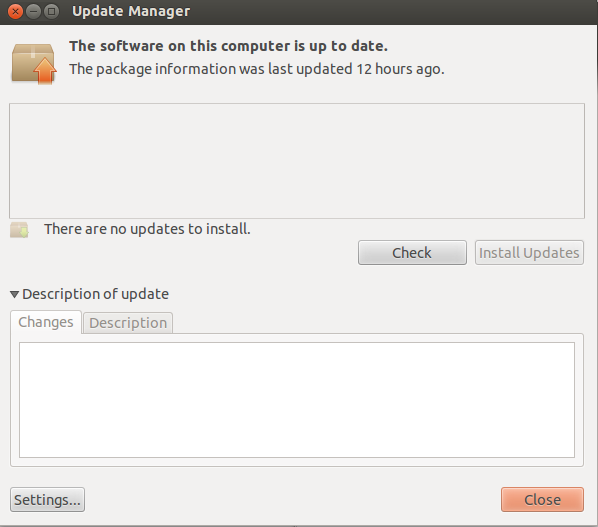 Update Manager
The software on this computer is up to date.
The package information was last updated 12 hours ago.
There are no updates to install.
Check
Install Updates
Description of update
Changes
Description
Settings...
Close